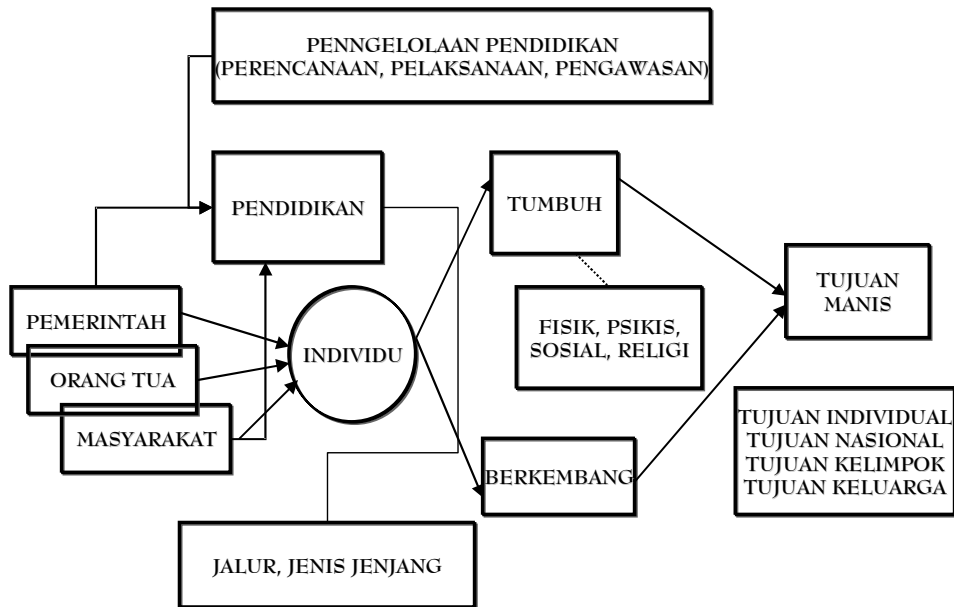 PENNGELOLAAN PENDIDIKAN
(PERENCANAAN, PELAKSANAAN, PENGAWASAN)
PENDIDIKAN
TUMBUH
TUJUAN
MANIS
PEMERINTAH
ORANG TUA
MASYARAKAT
INDIVIDU
FISIK, PSIKIS,
SOSIAL, RELIGI
BERKEMBANG
TUJUAN INDIVIDUAL
TUJUAN NASIONAL
TUJUAN KELIMPOK
TUJUAN KELUARGA
JALUR, JENIS JENJANG